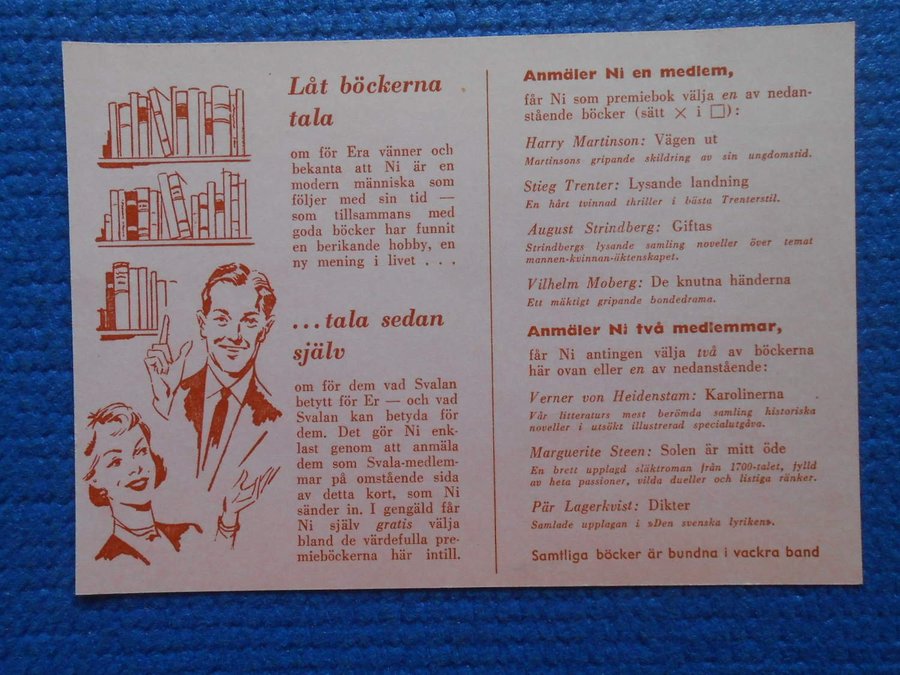 Låt böckerna
tala
om för Era vänner och
bekanta att Ni är en
modern människa som
följer med sin tid —
som tillsammans med
goda böcker har funnit
en berikande hobby, en
ny mening i livet . . .
...tala sedan
själv
om för dem vad Svalan
betytt för Er — och vad
Svalan kan betyda för
dem. Det gör Ni enk-
last genom att anmäla
dem som Svala-medlem-
mar på omstående sida
av detta kort, som Ni
sänder in. I gengäld får
Ni själv gratis välja
bland de värdefulla pre-
mieböckerna här intill.
Anmäler Ni en medlem,
får Ni som premiebok välja en av nedan-
stående böcker (sätt × i □):
Harry Martinson: Vägen ut
Martinsons gripande skildring av sin ungdomstid.
Stieg Trenter: Lysande landning
En hårt tvinnad thriller i bästa Trenterstil.
August Strindberg: Giftas
Strindbergs lysande samling noveller över temat
mannen-kvinnan-äktenskapet.
Vilhelm Moberg: De knutna händerna
Ett mäktigt gripande bondedrama.
Anmäler Ni två medlemmar,
får Ni antingen välja två av böckerna
här ovan eller en av nedanstående:
Verner von Heidenstam: Karolinerna
Vår litteraturs mest berömda samling historiska
noveller i utsökt illustrerad specialutgåva.
Marguerite Steen: Solen är mitt öde
En brett upplagd släktroman från 1700-talet, fylld
av heta passioner, vilda dueller och listiga ränker.
Pär Lagerkvist: Dikter
Samlade upplagan i »Den svenska lyriken».
Samtliga böcker är bundna i vackra band